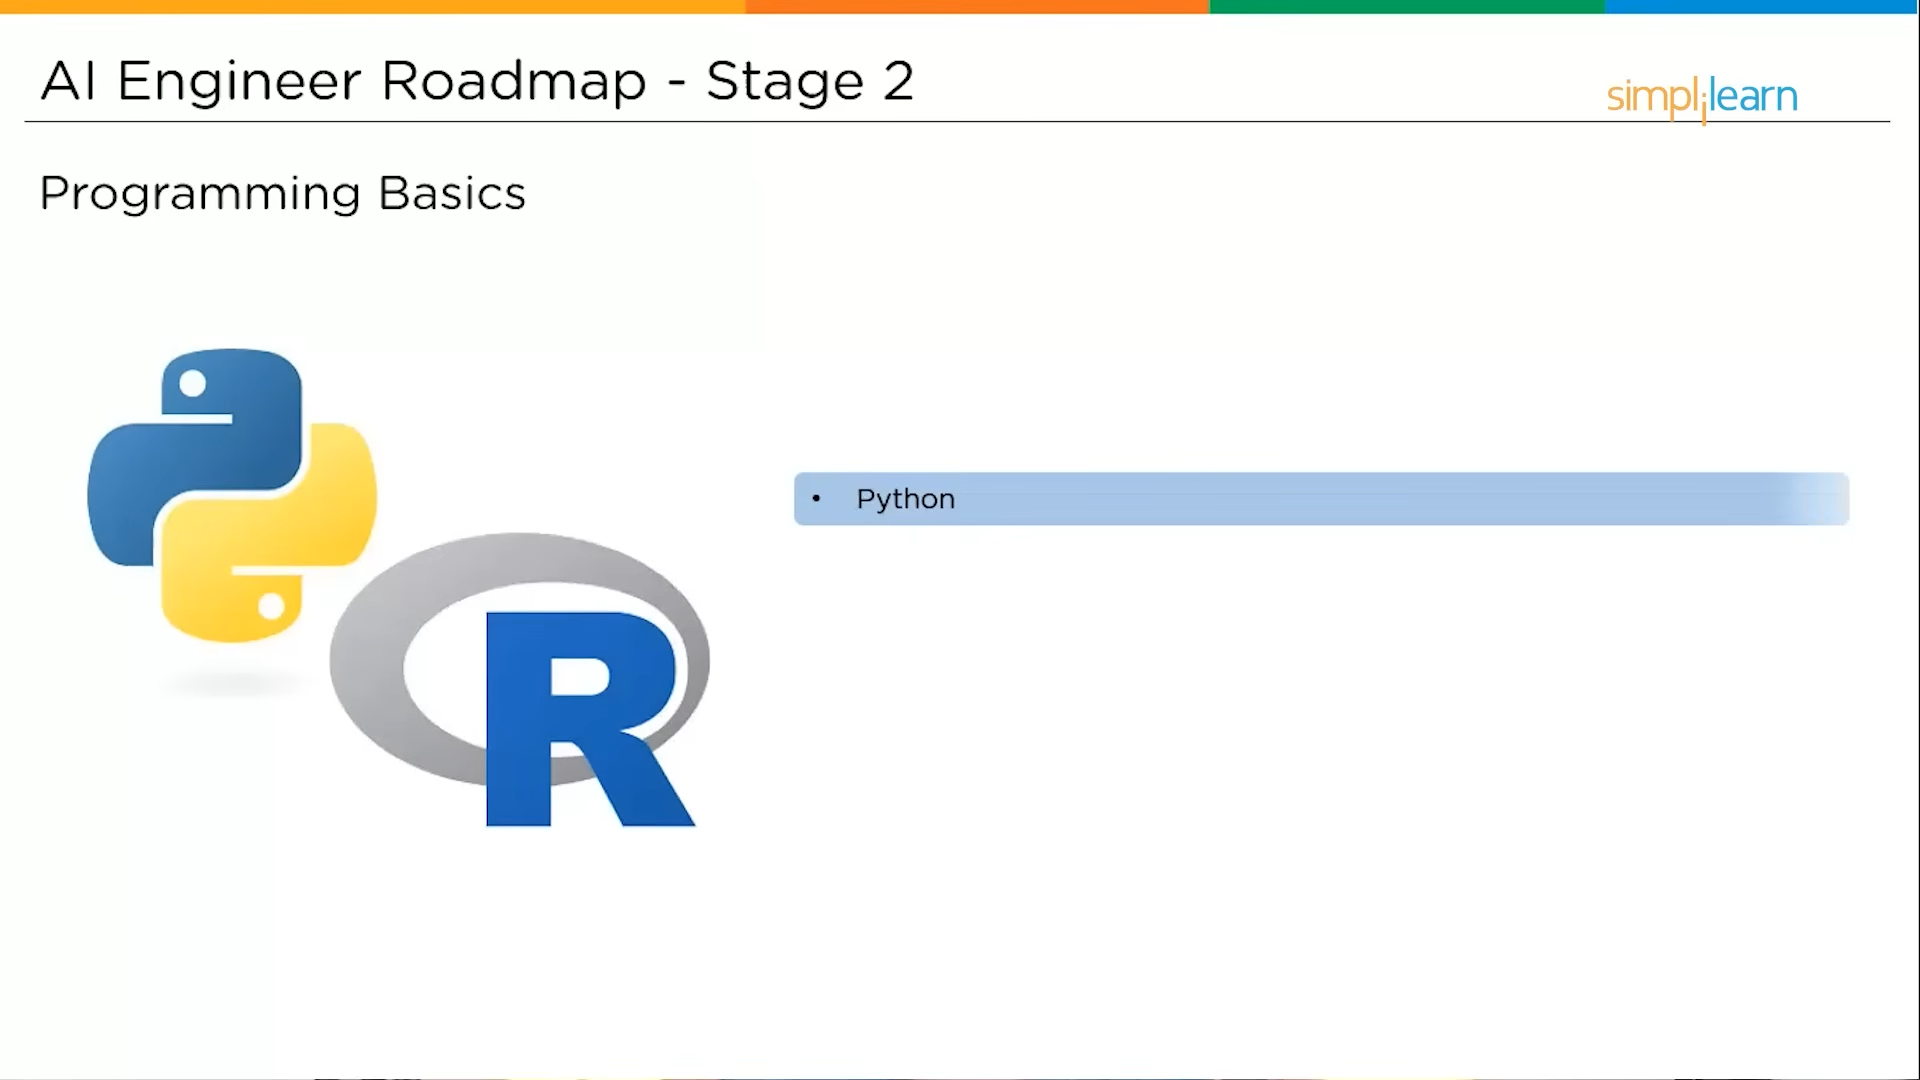 AI Engineer Roadmap - Stage 2
simplilearn
Programming Basics
• Python
R